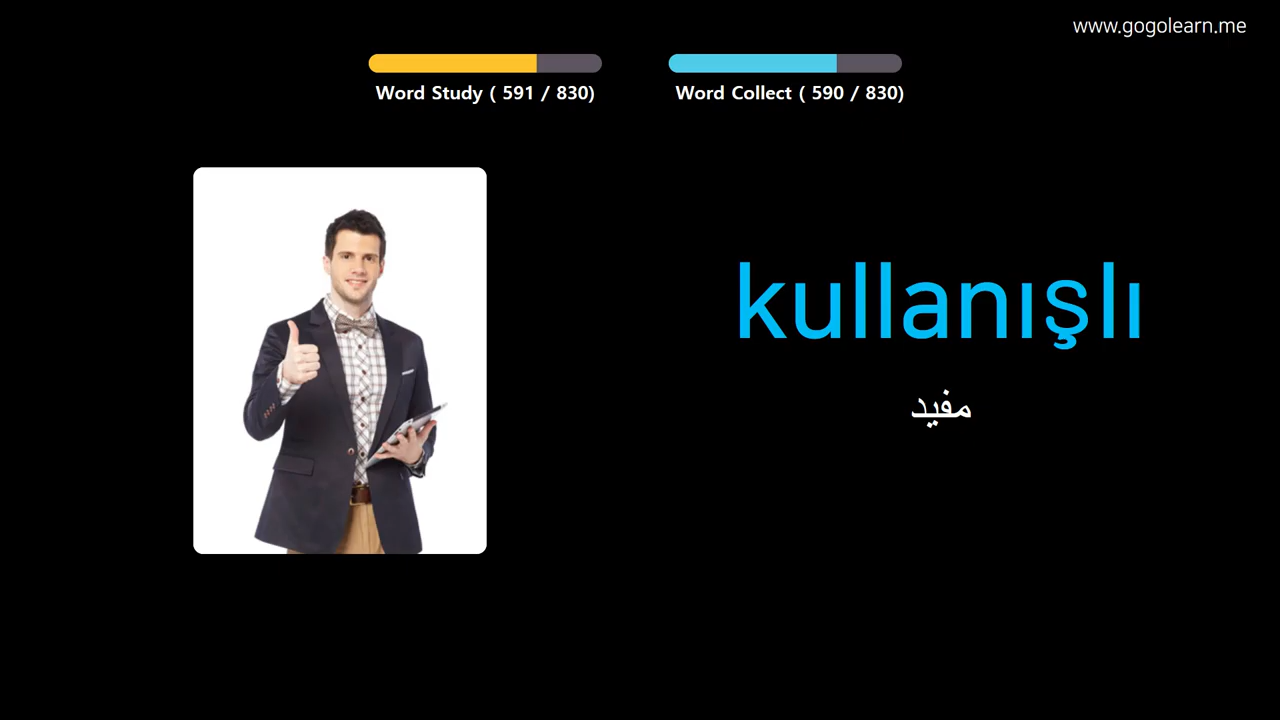 www.gogolearn.me
Word Study ( 591 / 830)
Word Collect ( 590 / 830)
kullanışlı
مفيد